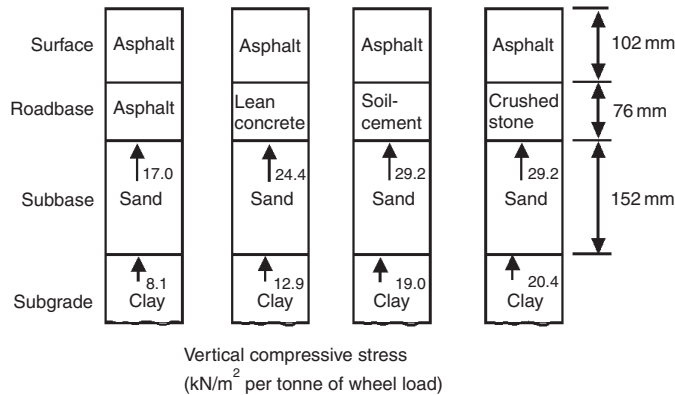 Surface
Asphalt
Asphalt
Asphalt
Asphalt
102 mm
Roadbase
Asphalt
Lean
concrete
Soil-
cement
Crushed
stone
76 mm
17.0
24.4
29.2
29.2
Subbase
Sand
Sand
Sand
Sand
152 mm
8.1
12.9
19.0
20.4
Subgrade
Clay
Clay
Clay
Clay
Vertical compressive stress
(kN/m² per tonne of wheel load)